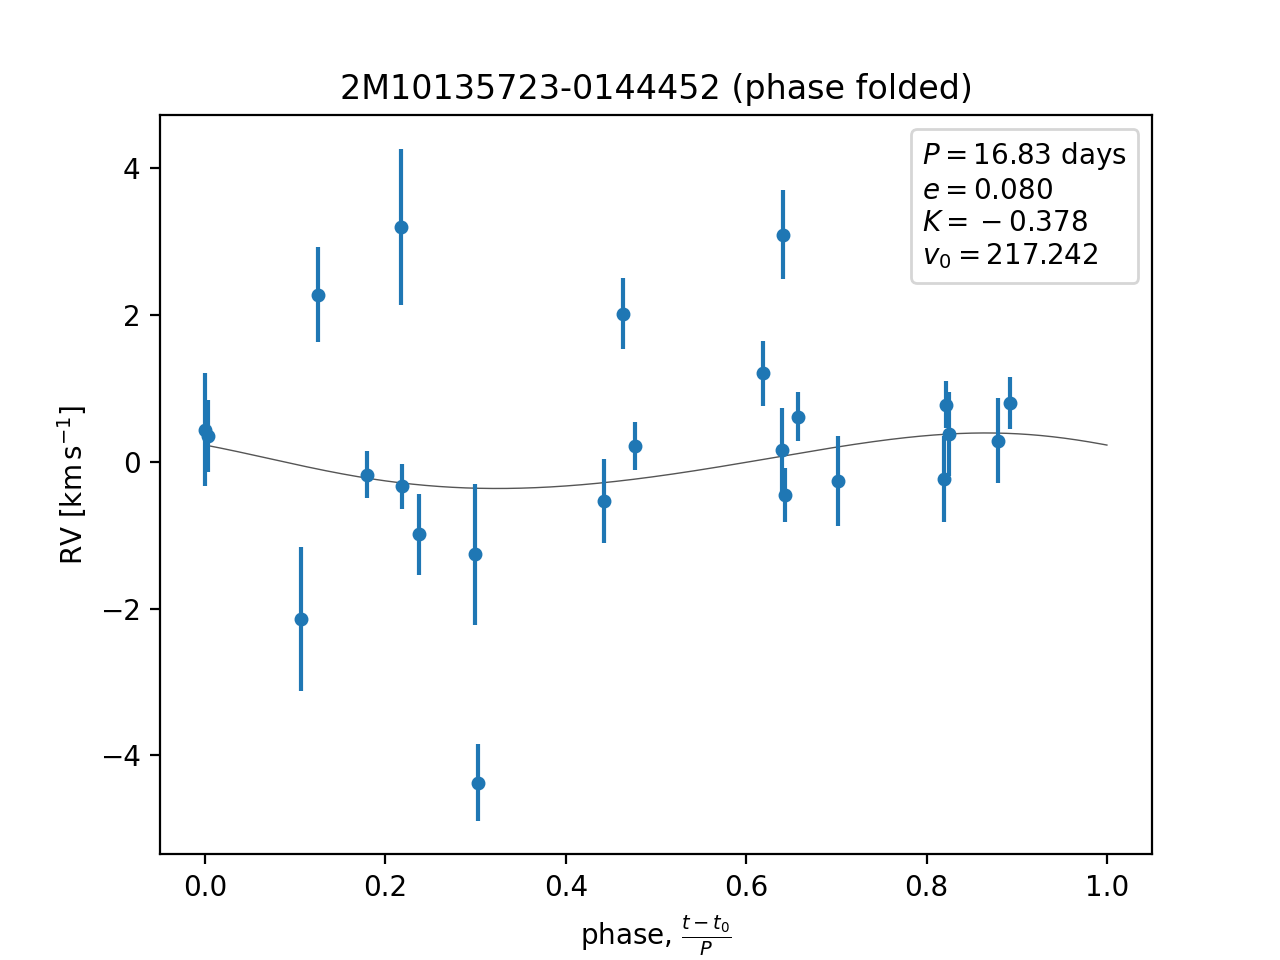 2M10135723-0144452 (phase folded)
P = 16.83 days
e = 0.080
K = −0.378
v₀ = 217.242
4
2
0
−2
−4
RV [km s⁻¹]
0.0 0.2 0.4 0.6 0.8 1.0
phase, (t − t₀)/P